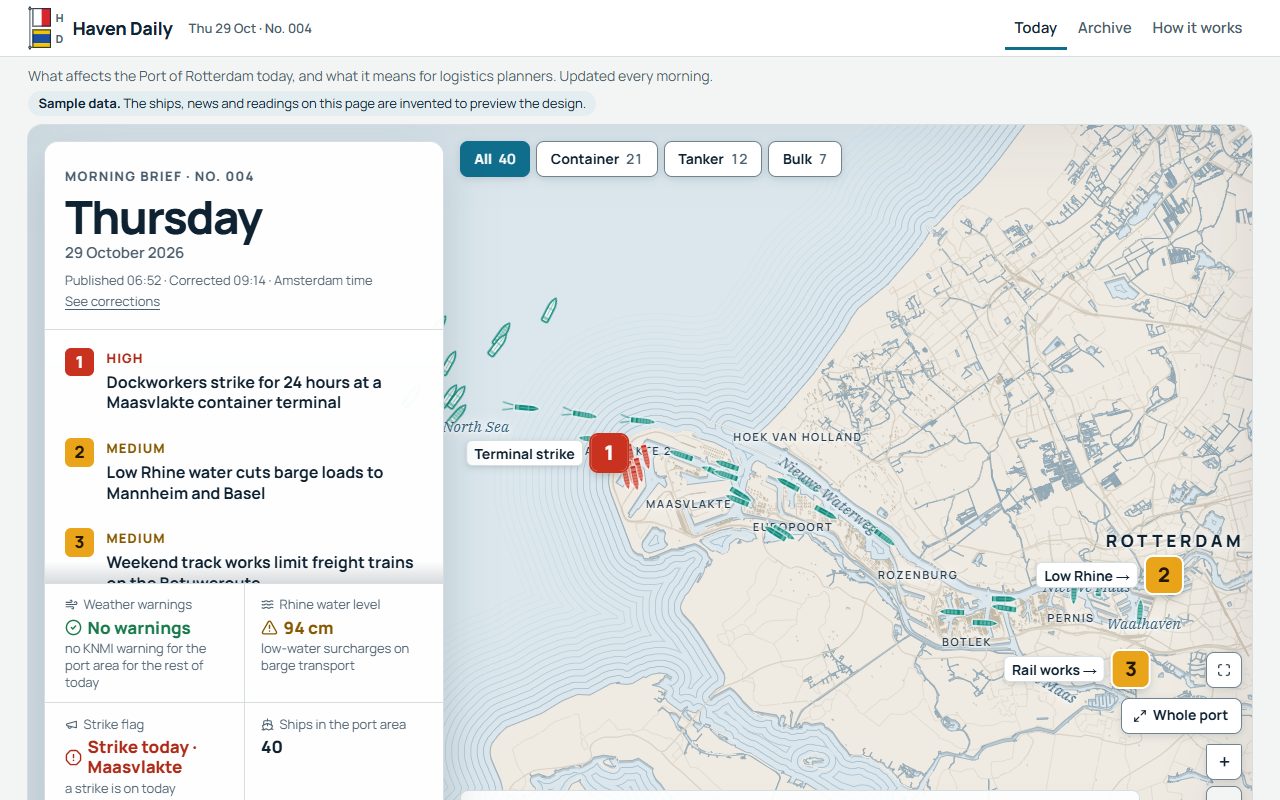 H
D
Haven Daily
Thu 29 Oct · No. 004
Today
Archive
How it works
What affects the Port of Rotterdam today, and what it means for logistics planners. Updated every morning.
Sample data. The ships, news and readings on this page are invented to preview the design.
MORNING BRIEF · NO. 004
Thursday
29 October 2026
Published 06:52 · Corrected 09:14 · Amsterdam time
See corrections
1
HIGH
Dockworkers strike for 24 hours at a
Maasvlakte container terminal
2
MEDIUM
Low Rhine water cuts barge loads to
Mannheim and Basel
3
MEDIUM
Weekend track works limit freight trains
on the Betuweroute
Weather warnings
No warnings
no KNMI warning for the
port area for the rest of
today
Rhine water level
94 cm
low-water surcharges on
barge transport
Strike flag
Strike today ·
Maasvlakte
a strike is on today
Ships in the port area
40
All 40
Container 21
Tanker 12
Bulk 7
North Sea
Terminal strike
1
HOEK VAN HOLLAND
Nieuwe Waterweg
MAASVLAKTE
EUROPOORT
ROZENBURG
ROTTERDAM
Low Rhine →
2
Nieuwe Maas
PERNIS
Waalhaven
BOTLEK
Rail works →
3
Maas
Whole port
+